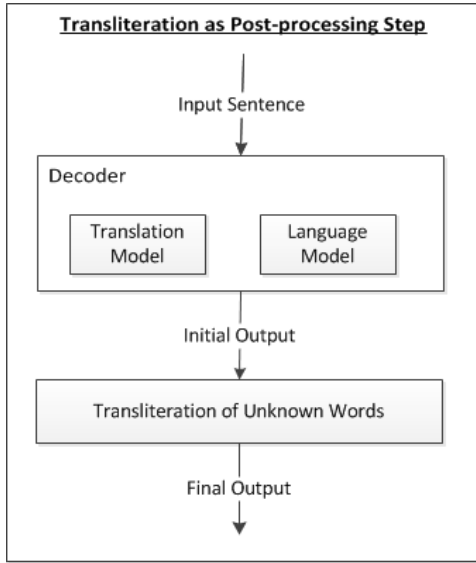 Transliteration as Post-processing Step
Input Sentence
Decoder
Translation
Model
Language
Model
Initial Output
Transliteration of Unknown Words
Final Output